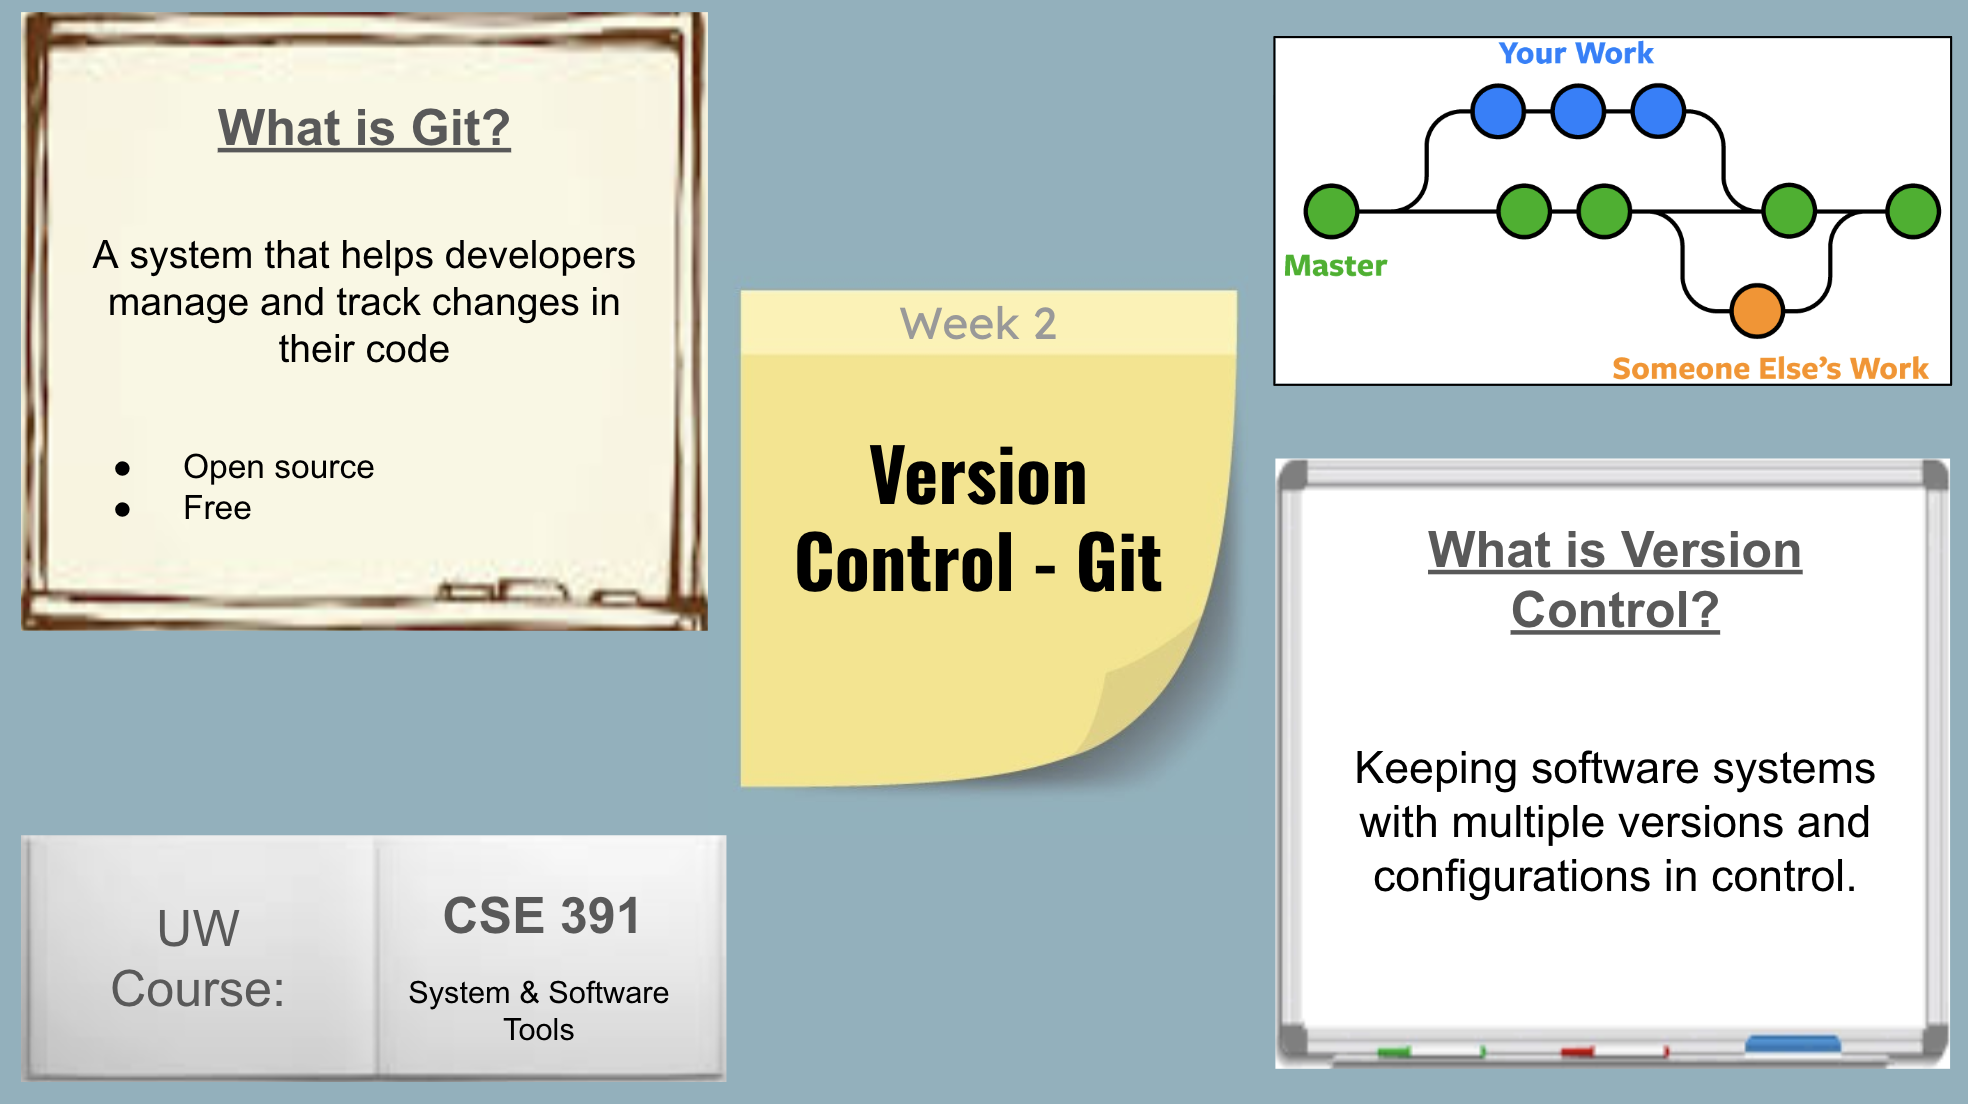 What is Git?
A system that helps developers
manage and track changes in
their code
● Open source
● Free
Week 2
Version
Control - Git
Your Work
Master
Someone Else's Work
What is Version
Control?
Keeping software systems
with multiple versions and
configurations in control.
UW
Course:
CSE 391
System & Software
Tools